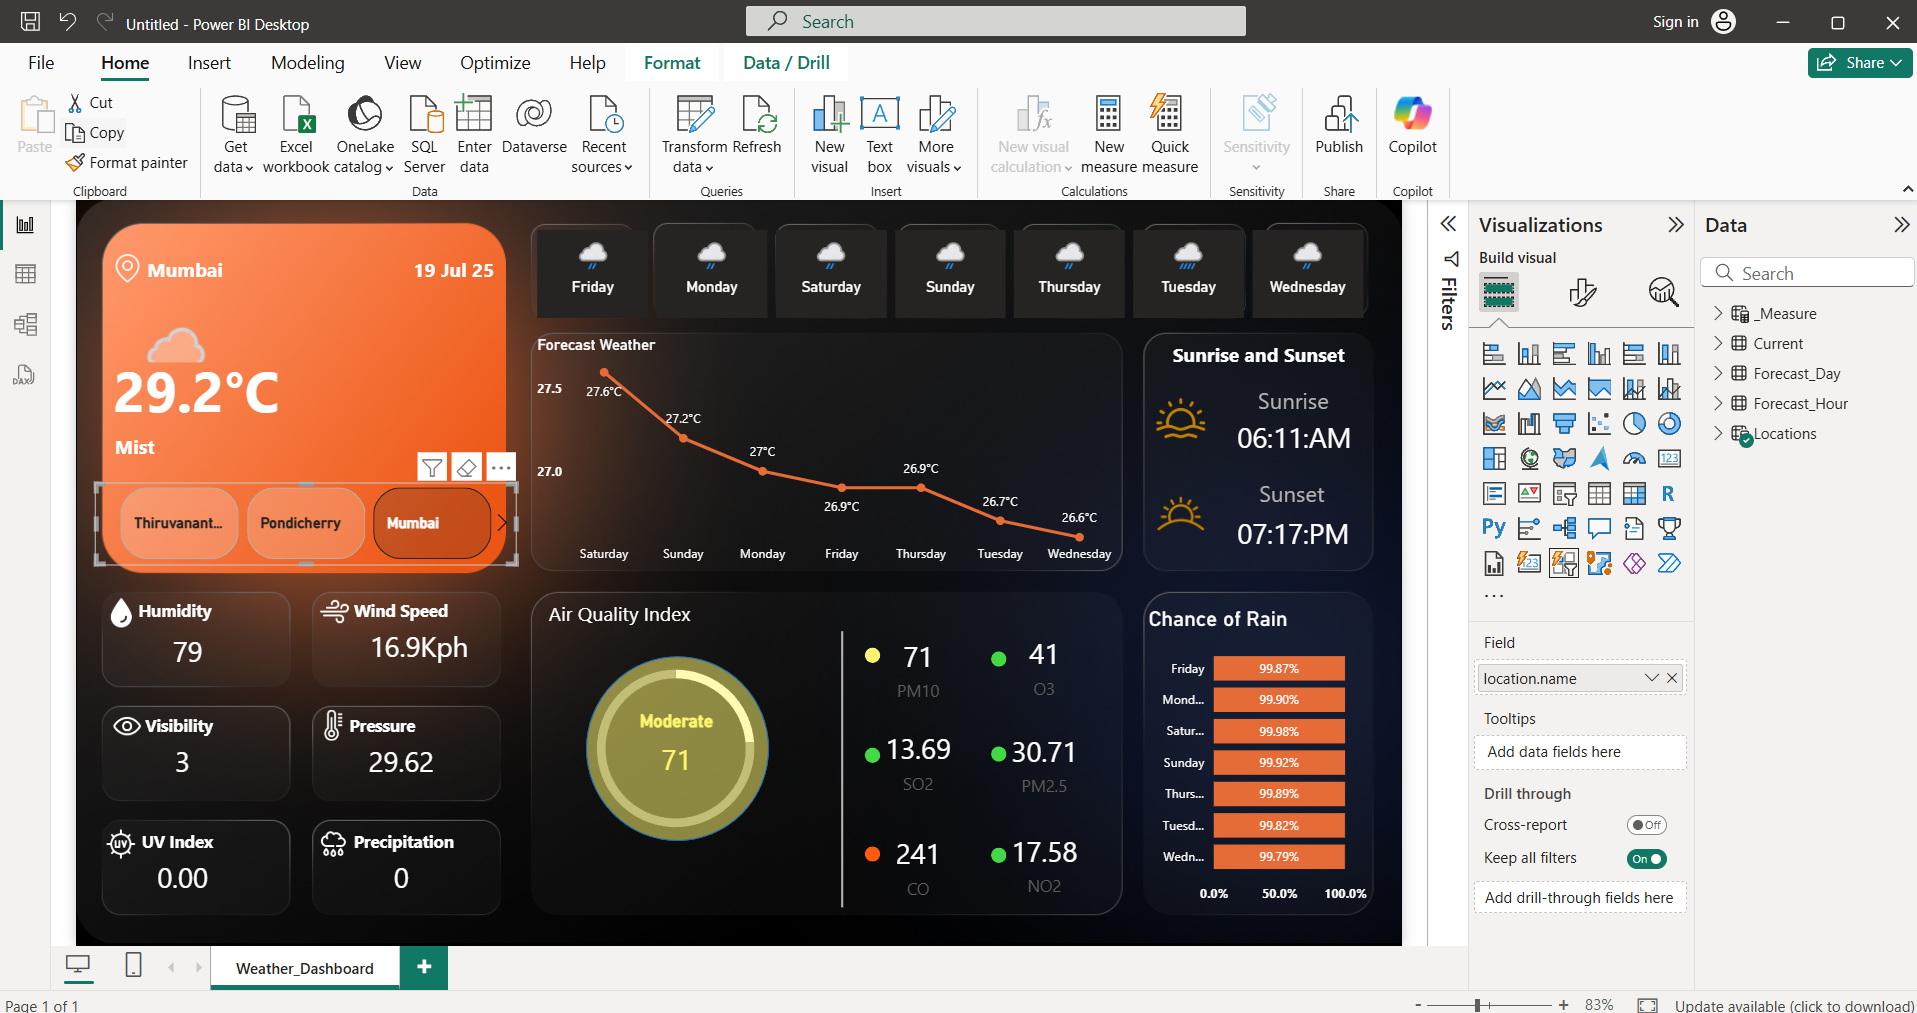 Untitled - Power BI Desktop
Search
Sign in
File
Home
Insert
Modeling
View
Optimize
Help
Format
Data / Drill
Share
Paste
Cut
Copy
Format painter
Clipboard
Get data
Excel workbook
OneLake catalog
SQL Server
Enter data
Dataverse
Recent sources
Data
Transform data
Refresh
Queries
New visual
Text box
More visuals
Insert
New visual calculation
New measure
Quick measure
Calculations
Sensitivity
Sensitivity
Publish
Share
Copilot
Copilot
Mumbai
19 Jul 25
29.2°C
Mist
Thiruvanant...
Pondicherry
Mumbai
Friday
Monday
Saturday
Sunday
Thursday
Tuesday
Wednesday
Forecast Weather
27.5
27.0
27.6°C
27.2°C
27°C
26.9°C
26.9°C
26.7°C
26.6°C
Saturday
Sunday
Monday
Friday
Thursday
Tuesday
Wednesday
Sunrise and Sunset
Sunrise
06:11:AM
Sunset
07:17:PM
Humidity
79
Wind Speed
16.9Kph
Visibility
3
Pressure
29.62
UV
UV Index
0.00
Precipitation
0
Air Quality Index
Moderate
71
71
PM10
41
O3
13.69
SO2
30.71
PM2.5
241
CO
17.58
NO2
Chance of Rain
Friday
99.87%
Mond...
99.90%
Satur...
99.98%
Sunday
99.92%
Thurs...
99.89%
Tuesd...
99.82%
Wedn...
99.79%
0.0%
50.0%
100.0%
Filters
Visualizations
Build visual
123
R
Py
123
...
Field
location.name
Tooltips
Add data fields here
Drill through
Cross-report
Off
Keep all filters
On
Add drill-through fields here
Data
Search
_Measure
Current
Forecast_Day
Forecast_Hour
Locations
DAX
Weather_Dashboard
+
Page 1 of 1
-
+
83%
Update available (click to download)